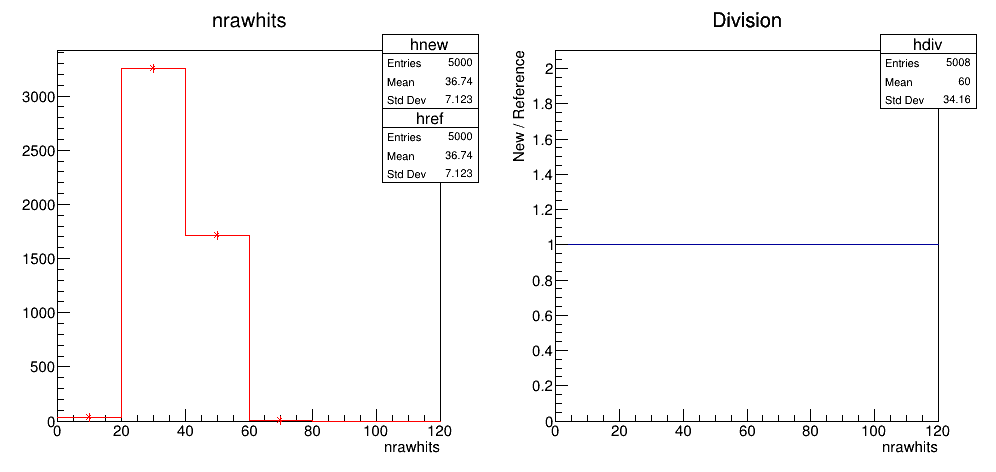 nrawhits
hnew
Entries 5000
Mean 36.74
Std Dev 7.123
href
Entries 5000
Mean 36.74
Std Dev 7.123
3000
2500
2000
1500
1000
500
0
0 20 40 60 80 100 120
nrawhits
Division
hdiv
Entries 5008
Mean 60
Std Dev 34.16
New / Reference
2
1.8
1.6
1.4
1.2
1
0.8
0.6
0.4
0.2
0
0 20 40 60 80 100 120
nrawhits